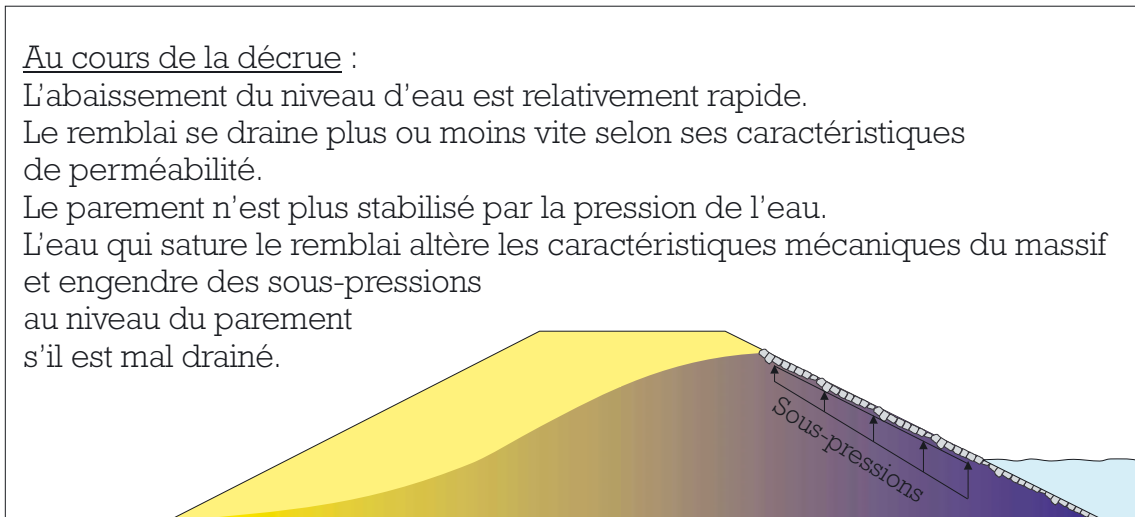 Au cours de la décrue :
L'abaissement du niveau d'eau est relativement rapide.
Le remblai se draine plus ou moins vite selon ses caractéristiques
de perméabilité.
Le parement n'est plus stabilisé par la pression de l'eau.
L'eau qui sature le remblai altère les caractéristiques mécaniques du massif
et engendre des sous-pressions
au niveau du parement
s'il est mal drainé.
Sous-pressions